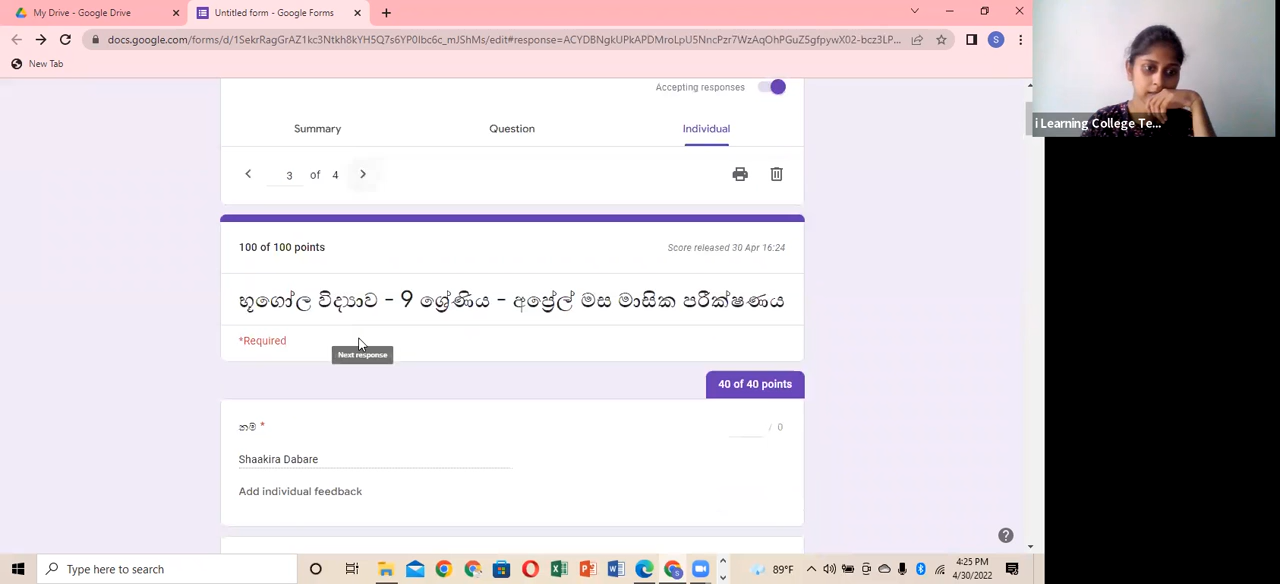 My Drive - Google Drive
Untitled form - Google Forms
docs.google.com/forms/d/1SekrRagGrAZ1kc3Ntkh8kYH5Q7s6YP0Ibc6c_mJShMs/edit#response=ACYDBNgkUPkAPDMroLpU5NncPzr7WzAqOhPGuZSgfpywX02-bcz3LP...
S
New Tab
i Learning College Te...
Accepting responses
Summary
Question
Individual
3 of 4
100 of 100 points
Score released 30 Apr 16:24
භූගෝල විද්‍යාව - 9 ශ්‍රේණිය - අප්‍රේල් මස මාසික පරීක්ෂණය
*Required
Next response
40 of 40 points
නම *
/ 0
Shaakira Dabare
Add individual feedback
Type here to search
89°F
4:25 PM
4/30/2022